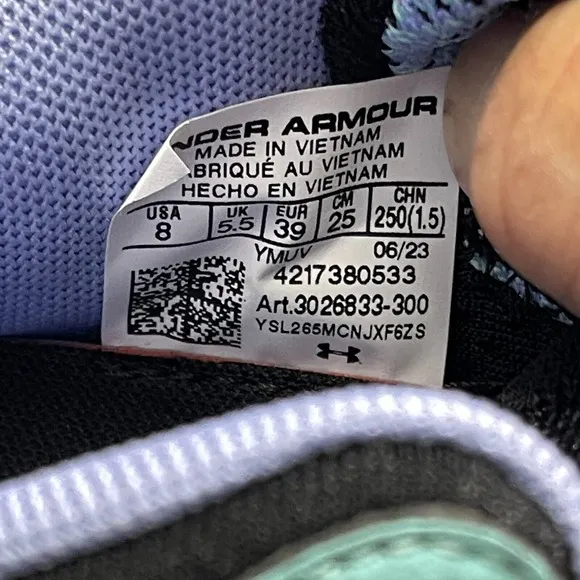 NDER ARMOUR
MADE IN VIETNAM
BRIQUÉ AU VIETNAM
HECHO EN VIETNAM
USA UK EUR CM CHN
8 5.5 39 25 250(1.5)
YMUV 06/23
4217380533
Art.3026833-300
YSL265MCNJXF6ZS